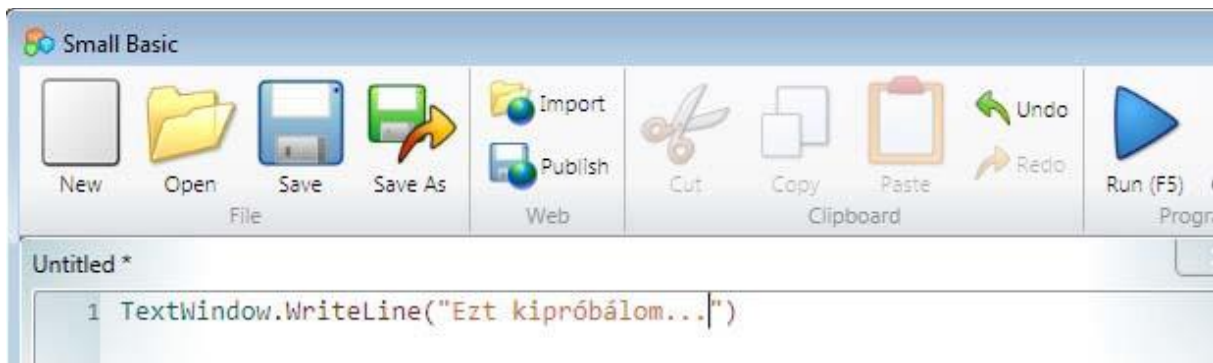 Small Basic
New
Open
Save
Save As
File
Import
Publish
Web
Cut
Copy
Paste
Undo
Redo
Clipboard
Run (F5)
Progr
Untitled *
1 TextWindow.WriteLine("Ezt kipróbálom...")